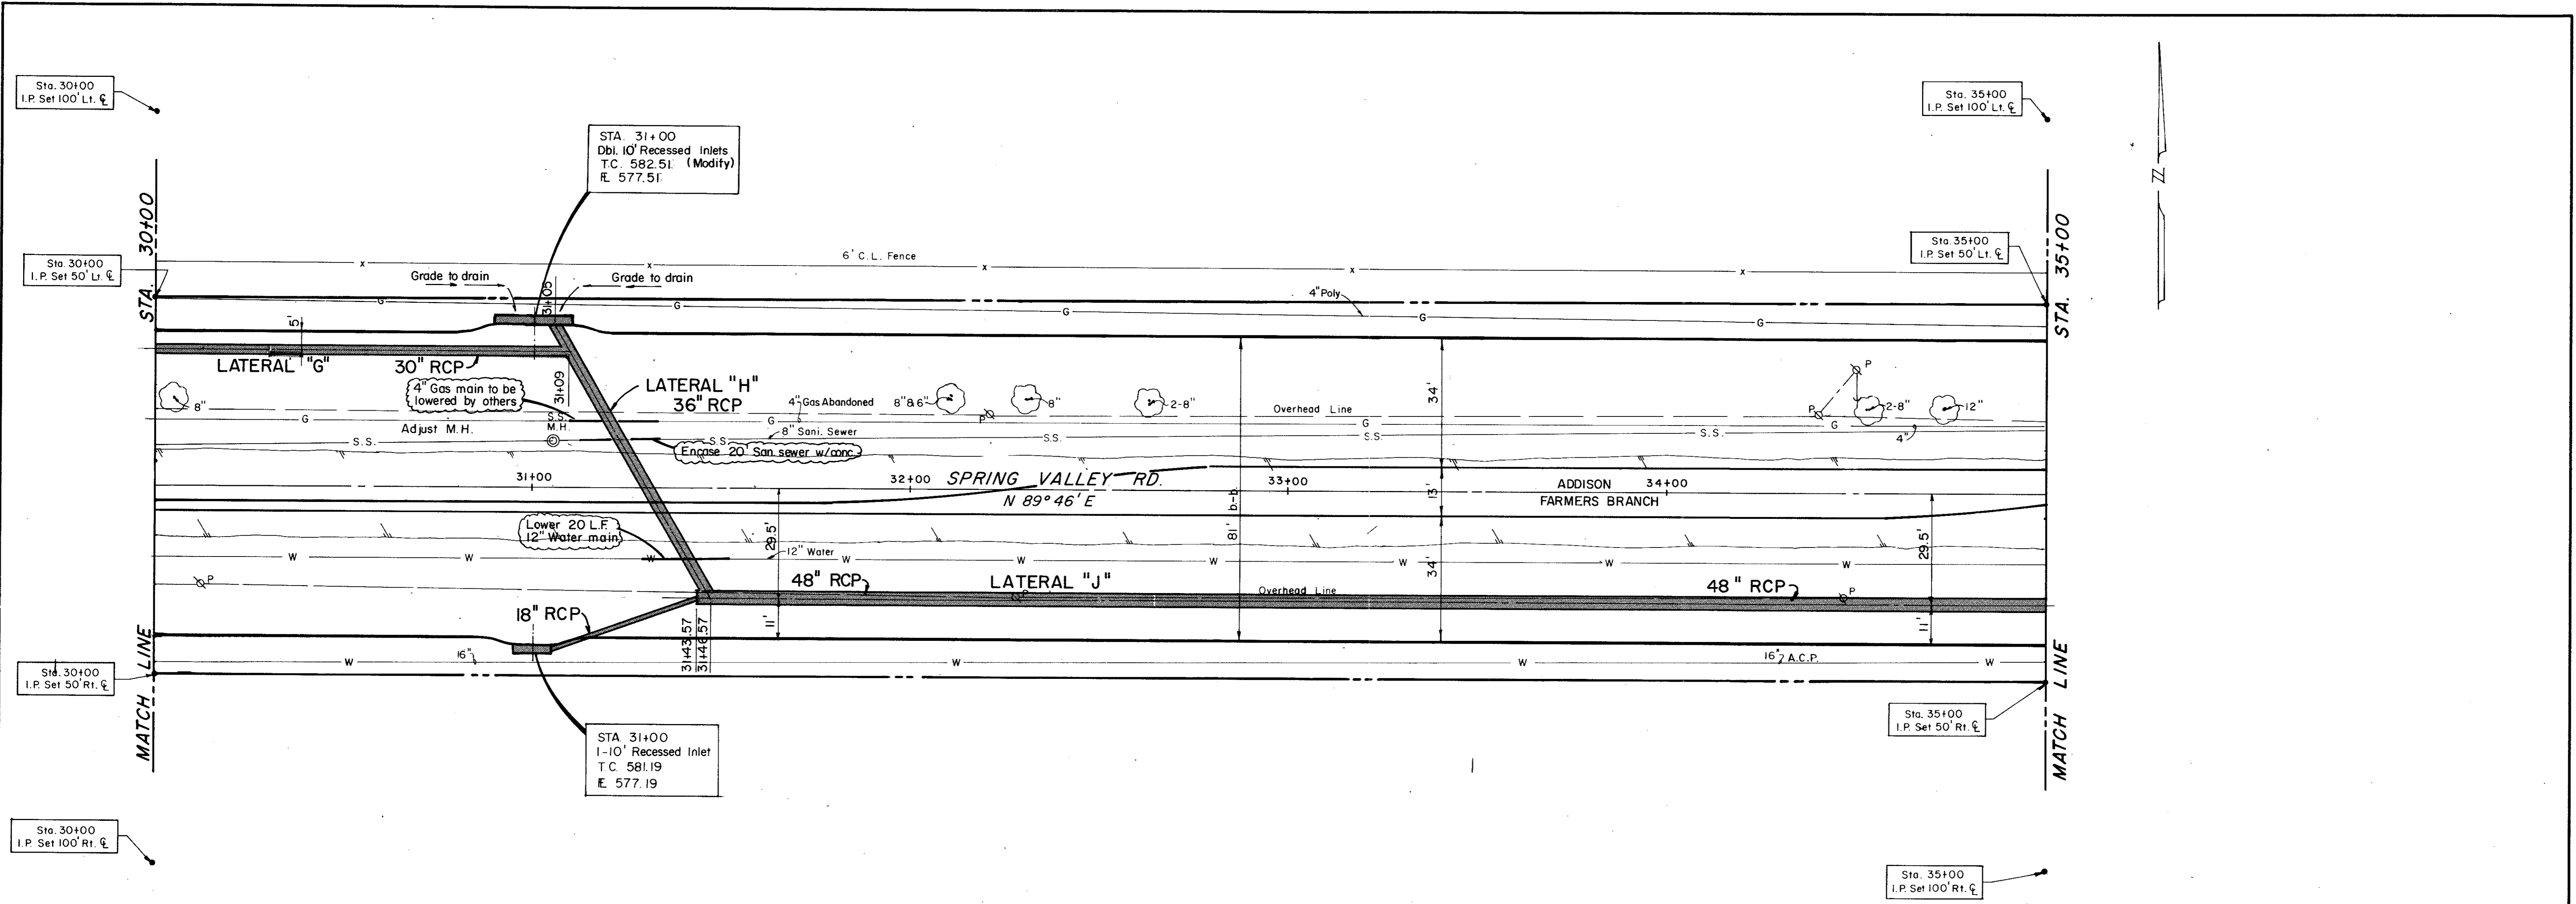 Sta. 30+00
I.P. Set 100' Lt. ℄
Sta. 35+00
I.P. Set 100' Lt. ℄
STA. 31+00
Dbl. 10' Recessed Inlets
T.C. 582.51 (Modify)
FL 577.51
N
STA. 30+00
STA. 35+00
Sta. 30+00
I.P. Set 50' Lt. ℄
Sta. 35+00
I.P. Set 50' Lt. ℄
x x 6' C.L. Fence x x x
Grade to drain
Grade to drain
31+05
4" Poly
G G G G G
5'
LATERAL "G"
30" RCP
31+09
LATERAL "H"
36" RCP
4" Gas main to be
lowered by others
8"
4" Gas Abandoned
8" & 6"
8"
2-8"
Overhead Line
P
P
P
2-8"
12"
34'
G G G G
S.S.
Adjust M.H.
S.S.
M.H.
S.S.
8" Sani. Sewer
S.S.
S.S.
S.S.
4"
Encase 20' San. sewer w/conc.
31+00
32+00
SPRING VALLEY RD.
33+00
13'
ADDISON
34+00
N 89° 46' E
FARMERS BRANCH
81' b-b
29.5'
29.5'
Lower 20 L.F.
12" Water main
W W W W W W W W W W
12" Water
34'
P
48" RCP
LATERAL "J"
P
Overhead Line
48" RCP
P
18" RCP
11'
11'
31+43.57
31+46.57
16"
W W W W
16" A.C.P.
MATCH LINE
MATCH LINE
Std. 30+00
I.P. Set 50' Rt. ℄
Sta. 35+00
I.P. Set 50' Rt. ℄
STA. 31+00
1-10' Recessed Inlet
T.C. 581.19
FL 577.19
Sta. 30+00
I.P. Set 100' Rt. ℄
Sta. 35+00
I.P. Set 100' Rt. ℄